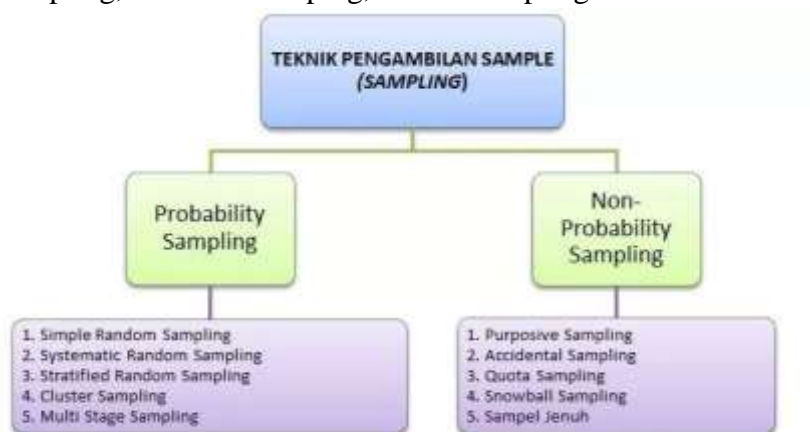 TEKNIK PENGAMBILAN SAMPLE
(SAMPLING)
Probability
Sampling
Non-
Probability
Sampling
1. Simple Random Sampling
2. Systematic Random Sampling
3. Stratified Random Sampling
4. Cluster Sampling
5. Multi Stage Sampling
1. Purposive Sampling
2. Accidental Sampling
3. Quota Sampling
4. Snowball Sampling
5. Sampel Jenuh